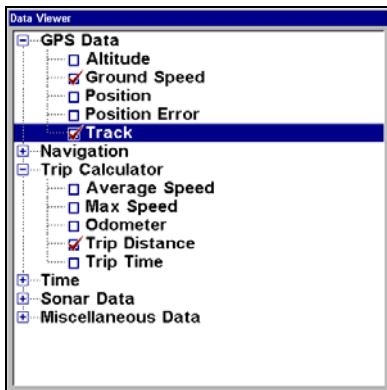 Data Viewer
GPS Data
Altitude
Ground Speed
Position
Position Error
Track
Navigation
Trip Calculator
Average Speed
Max Speed
Odometer
Trip Distance
Trip Time
Time
Sonar Data
Miscellaneous Data